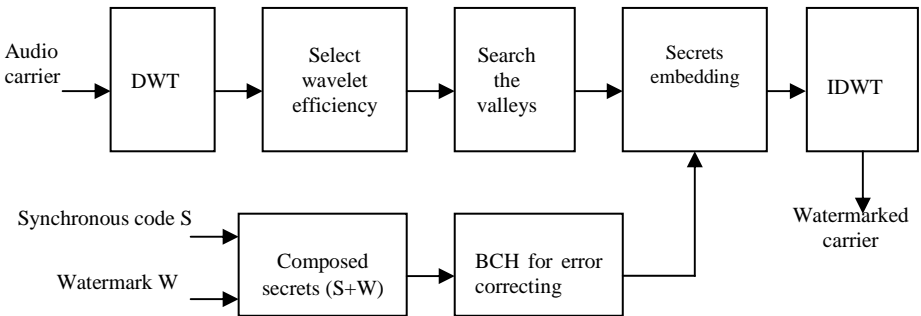 Audio
carrier
DWT
Select
wavelet
efficiency
Search
the
valleys
Secrets
embedding
IDWT
Synchronous code S
Watermark W
Composed
secrets (S+W)
BCH for error
correcting
Watermarked
carrier